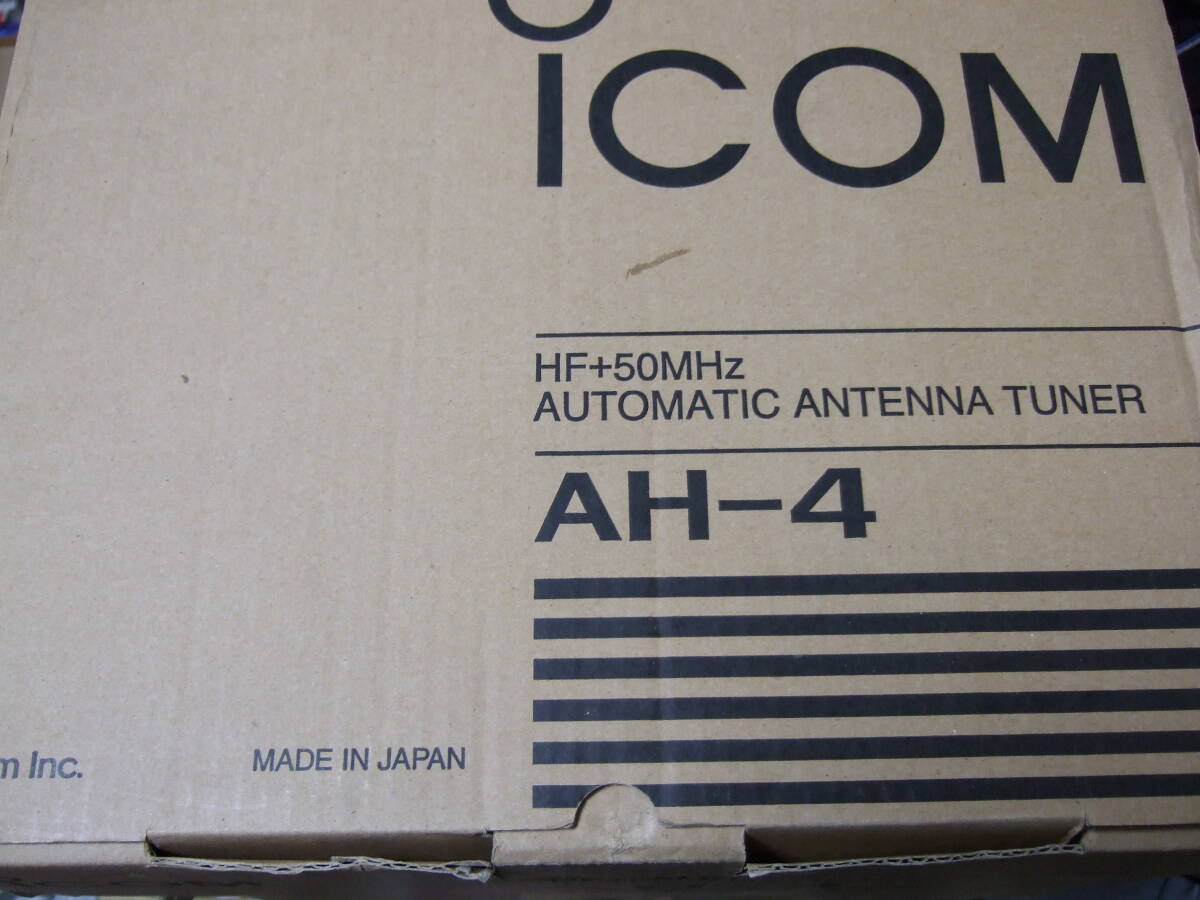 ICOM
HF+50MHz
AUTOMATIC ANTENNA TUNER
AH-4
Inc.
MADE IN JAPAN